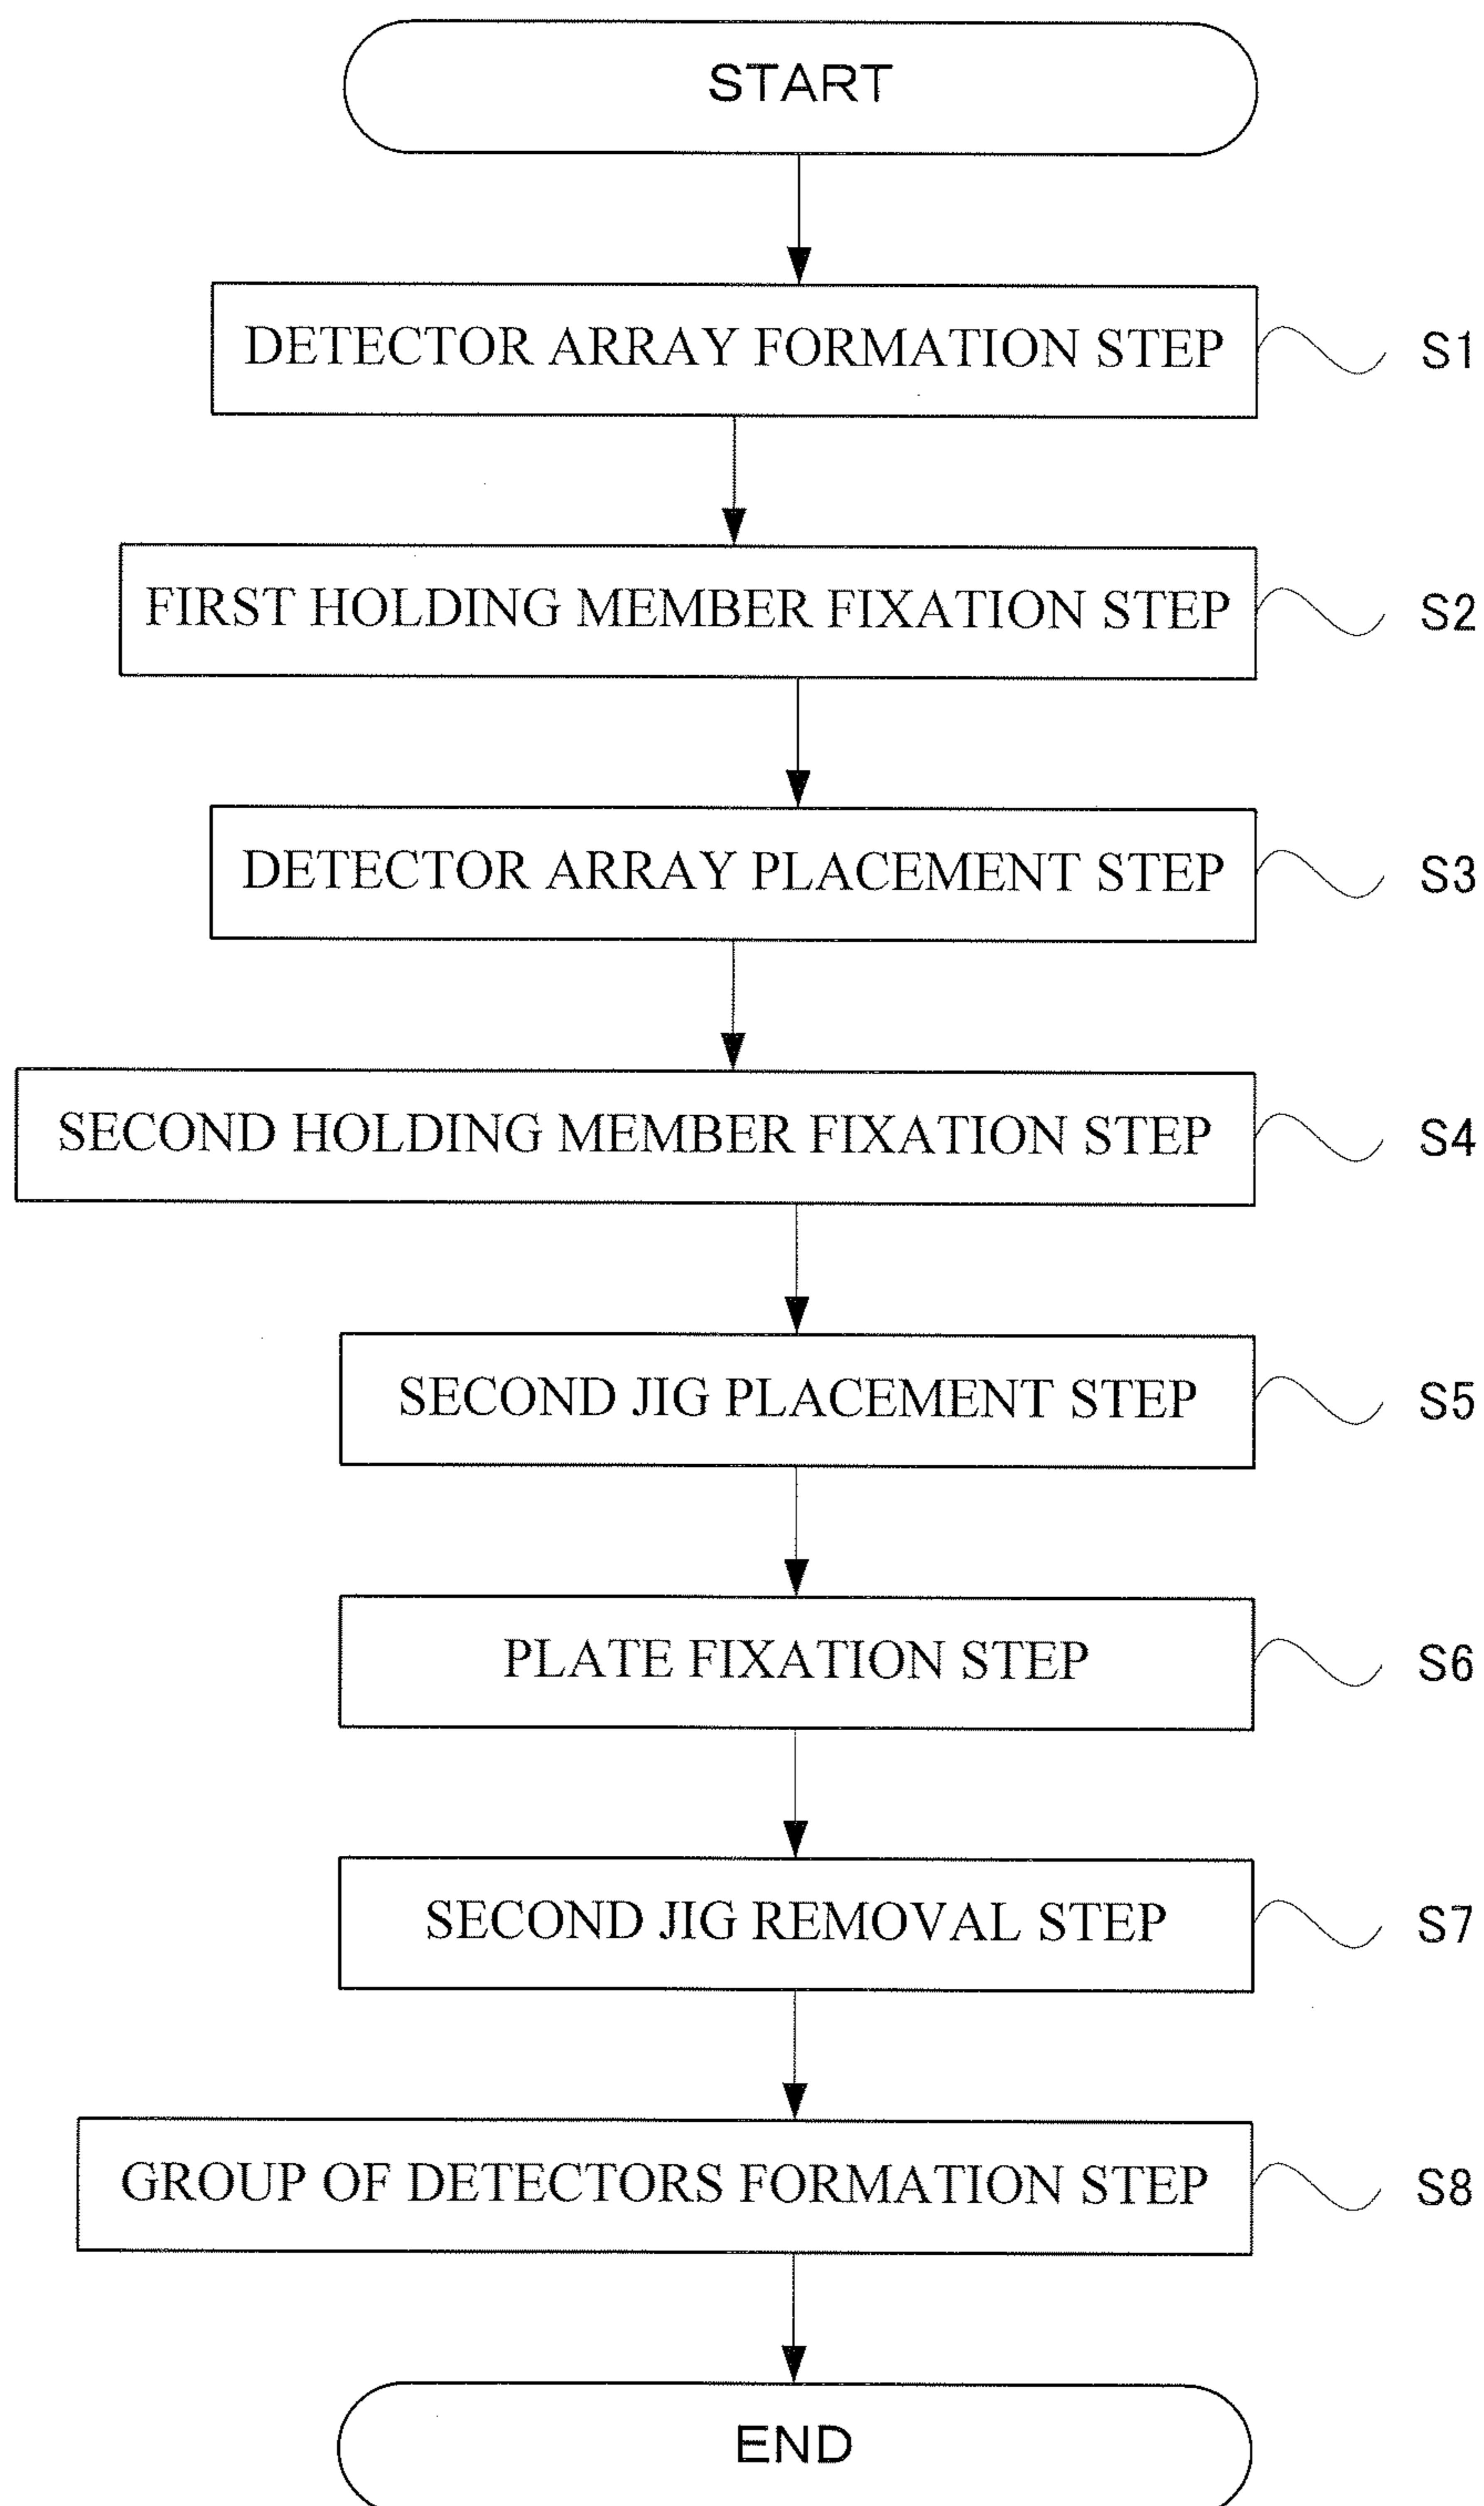 START
DETECTOR ARRAY FORMATION STEP S1
FIRST HOLDING MEMBER FIXATION STEP S2
DETECTOR ARRAY PLACEMENT STEP S3
SECOND HOLDING MEMBER FIXATION STEP S4
SECOND JIG PLACEMENT STEP S5
PLATE FIXATION STEP S6
SECOND JIG REMOVAL STEP S7
GROUP OF DETECTORS FORMATION STEP S8
END